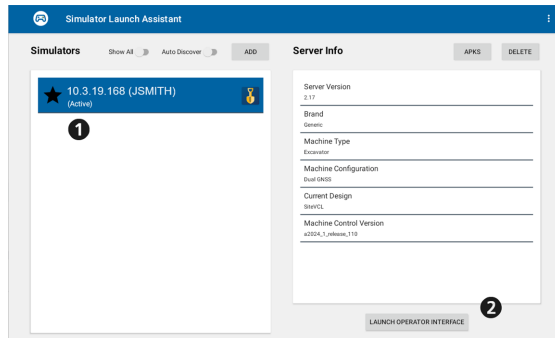 Simulator Launch Assistant
Simulators
Show All
Auto Discover
ADD
10.3.19.168 (JSMITH)
(Active)
1
Server Info
APKS
DELETE
Server Version
2.17
Brand
Generic
Machine Type
Excavator
Machine Configuration
Dual GNSS
Current Design
SiteVCL
Machine Control Version
a2024_1_release_110
2
LAUNCH OPERATOR INTERFACE